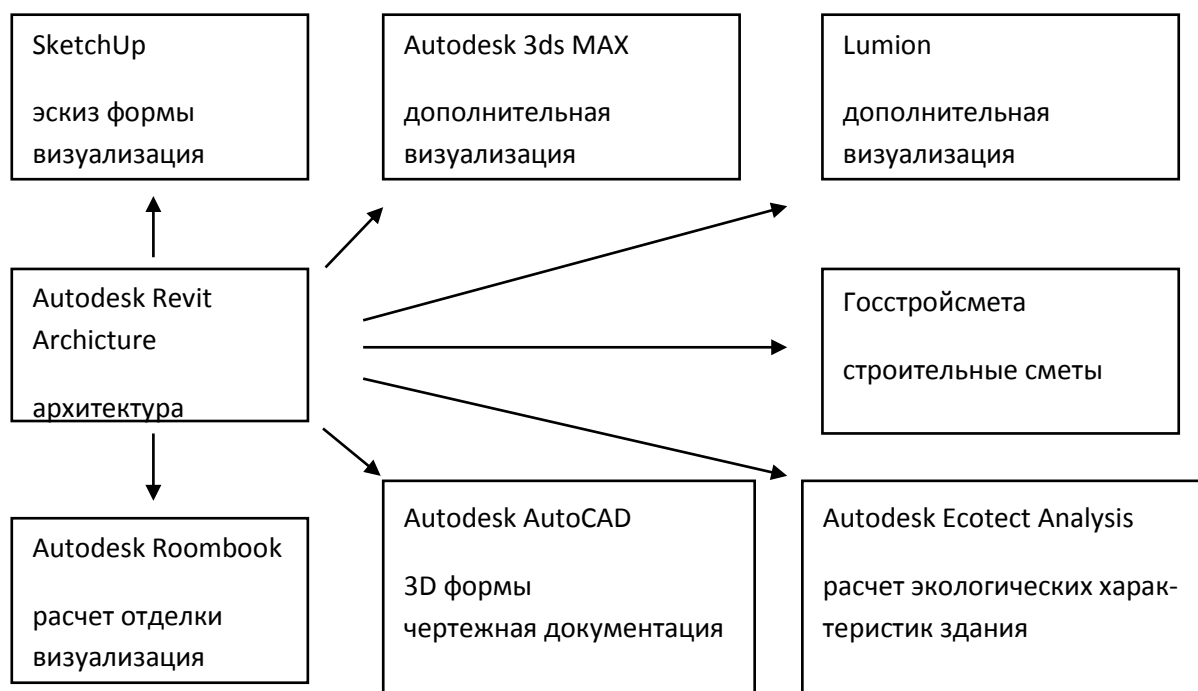 SketchUp
эскиз формы
визуализация
Autodesk 3ds MAX
дополнительная
визуализация
Lumion
дополнительная
визуализация
Autodesk Revit
Archicture
архитектура
Госстройсмета
строительные сметы
Autodesk Roombook
расчет отделки
визуализация
Autodesk AutoCAD
3D формы
чертежная документация
Autodesk Ecotect Analysis
расчет экологических харак-
теристик здания